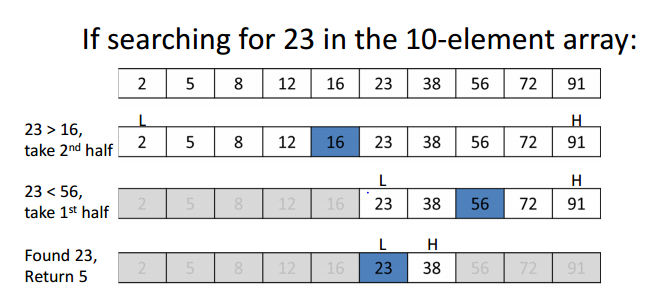 If searching for 23 in the 10-element array:
2 5 8 12 16 23 38 56 72 91
L H
23 > 16,
take 2nd half
2 5 8 12 16 23 38 56 72 91
L H
23 < 56,
take 1st half
2 5 8 12 16 23 38 56 72 91
L H
Found 23,
Return 5
2 5 8 12 16 23 38 56 72 91